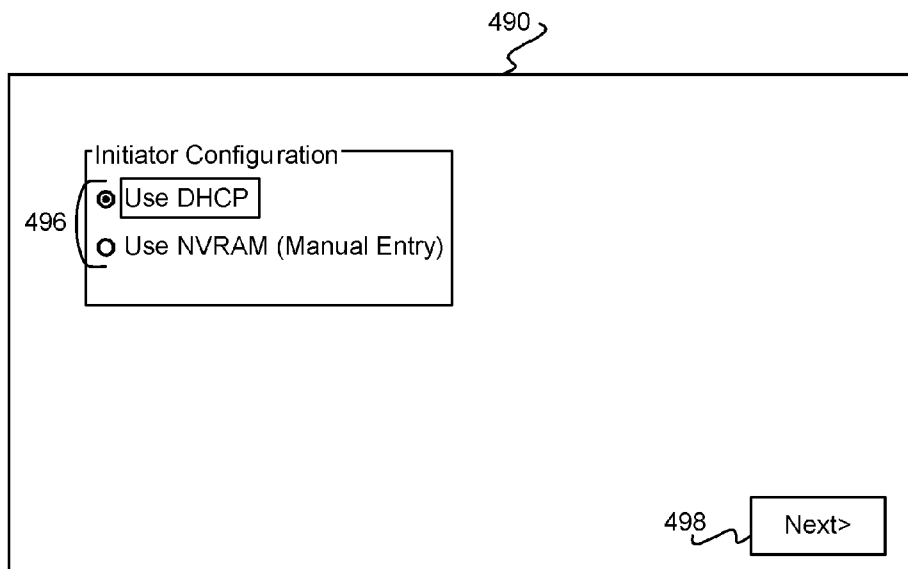 490
Initiator Configuration
Use DHCP
496
Use NVRAM (Manual Entry)
498
Next>